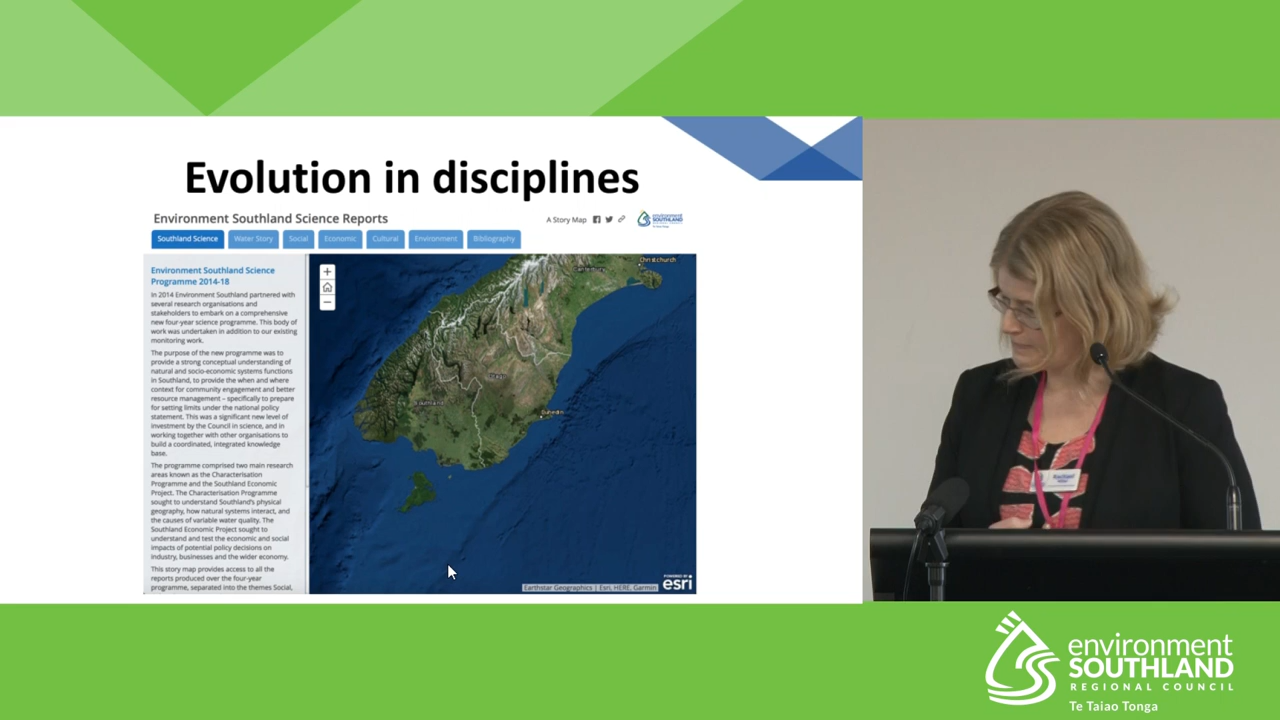 Evolution in disciplines
Environment Southland Science Reports
A Story Map
environment
SOUTHLAND
Southland Science
Water Story
Social
Economic
Cultural
Environment
Bibliography
Environment Southland Science
Programme 2014-18
In 2014 Environment Southland partnered with
several research organisations and
stakeholders to embark on a comprehensive
new four-year science programme. This body of
work was undertaken in addition to our existing
monitoring work.
The purpose of the new programme was to
provide a strong conceptual understanding of
natural and socio-economic systems functions
in Southland, to provide the when and where
context for community engagement and better
resource management – specifically to prepare
for setting limits under the national policy
statement. This was a significant new level of
investment by the Council in science, and in
working together with other organisations to
build a coordinated, integrated knowledge
base.
The programme comprised two main research
areas known as the Characterisation
Programme and the Southland Economic
Project. The Characterisation Programme
sought to understand Southland's physical
geography, how natural systems interact, and
the causes of variable water quality. The
Southland Economic Project sought to
understand and test the economic and social
impacts of potential policy decisions on
industry, businesses and the wider economy.
This story map provides access to all the
reports produced over the four-year
programme, separated into the themes Social,
Christchurch
Canterbury
Otago
Southland
Dunedin
Earthstar Geographics | Esri, HERE, Garmin
POWERED BY
esri
environment
SOUTHLAND
REGIONAL COUNCIL
Te Taiao Tonga